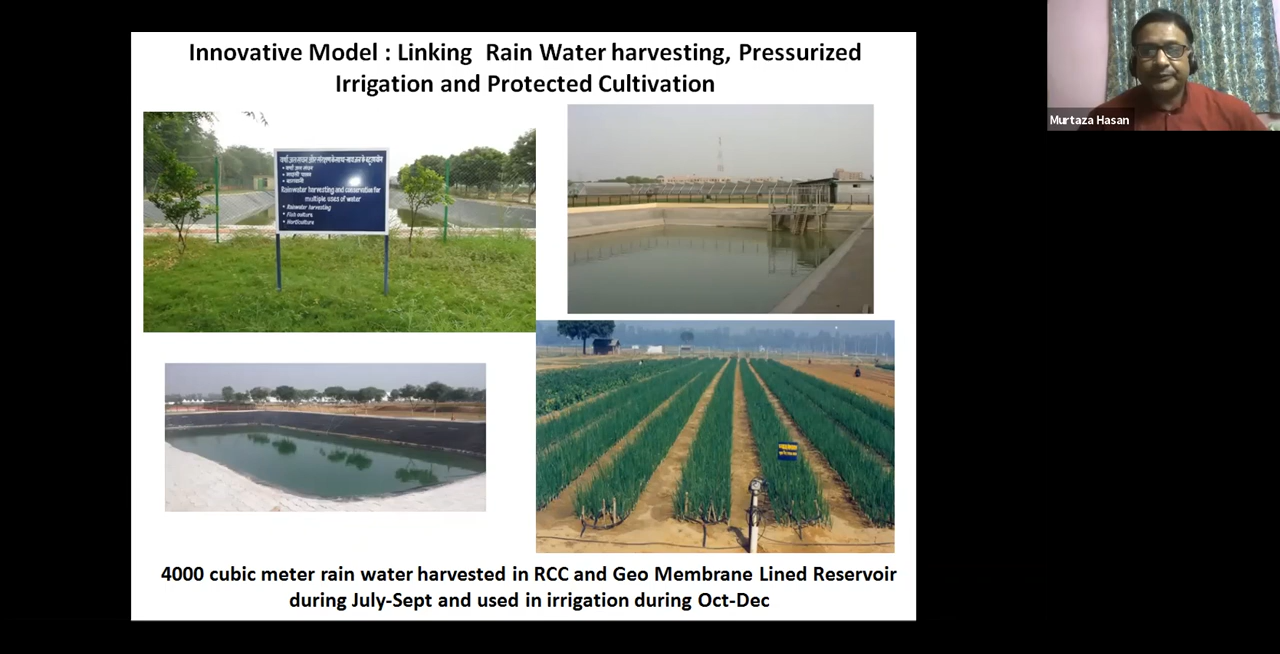 Innovative Model : Linking Rain Water harvesting, Pressurized
Irrigation and Protected Cultivation
Rainwater harvesting and conservation for
multiple uses of water
• Rainwater harvesting
• Fish culture
• Horticulture
4000 cubic meter rain water harvested in RCC and Geo Membrane Lined Reservoir
during July-Sept and used in irrigation during Oct-Dec
Murtaza Hasan